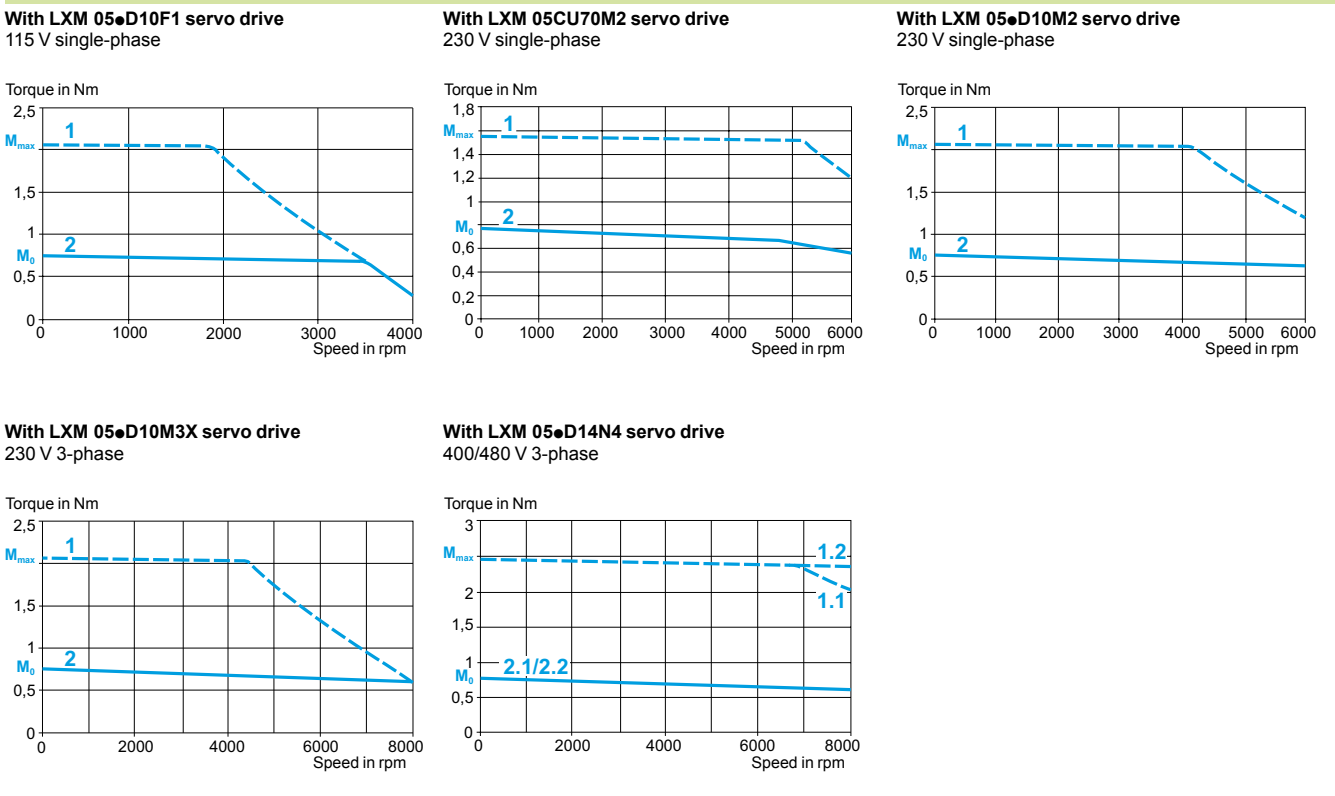 With LXM 05●D10F1 servo drive
115 V single-phase
Torque in Nm
2,5
Mmax
1
1,5
1
M0
2
0,5
0
0 1000 2000 3000 4000
Speed in rpm
With LXM 05CU70M2 servo drive
230 V single-phase
Torque in Nm
1,8
Mmax
1
1,4
1,2
1
M0
2
0,6
0,4
0,2
0
0 1000 2000 3000 4000 5000 6000
Speed in rpm
With LXM 05●D10M2 servo drive
230 V single-phase
Torque in Nm
2,5
Mmax
1
1,5
1
M0
2
0,5
0
0 1000 2000 3000 4000 5000 6000
Speed in rpm
With LXM 05●D10M3X servo drive
230 V 3-phase
Torque in Nm
2,5
Mmax
1
1,5
1
M0
2
0,5
0
0 2000 4000 6000 8000
Speed in rpm
With LXM 05●D14N4 servo drive
400/480 V 3-phase
Torque in Nm
3
Mmax
1.2
2
1.1
1,5
1
M0
2.1/2.2
0,5
0
0 2000 4000 6000 8000
Speed in rpm